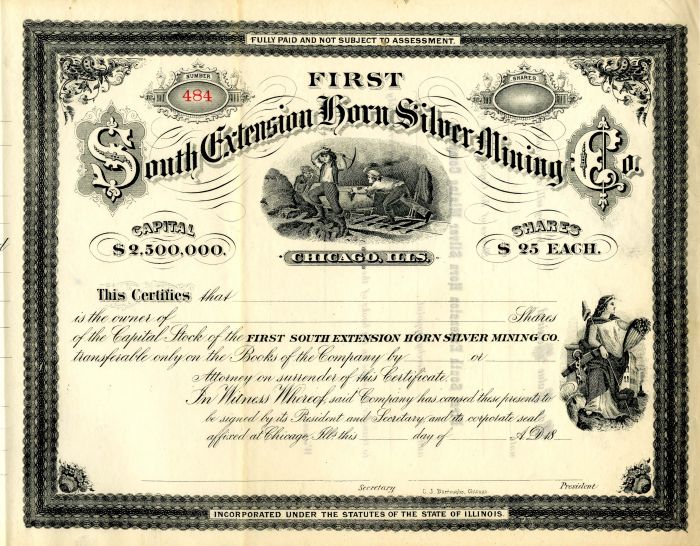 FULLY PAID AND NOT SUBJECT TO ASSESSMENT.
NUMBER
484
FIRST
SHARES
South Extension Horn Silver Mining Co.
CAPITAL
$2,500,000.
SHARES
$ 25 EACH.
CHICAGO, ILLS.
This Certifies that
is the owner of Shares
of the Capital Stock of the FIRST SOUTH EXTENSION HORN SILVER MINING CO.
transferable only on the Books of the Company by or
Attorney on surrender of this Certificate.
In Witness Whereof, said Company has caused these presents to
be signed by its President and Secretary, and its corporate seal
affixed at Chicago, Ills. this day of A.D. 18
Secretary
C. J. Burroughs, Chicago
President
INCORPORATED UNDER THE STATUTES OF THE STATE OF ILLINOIS.